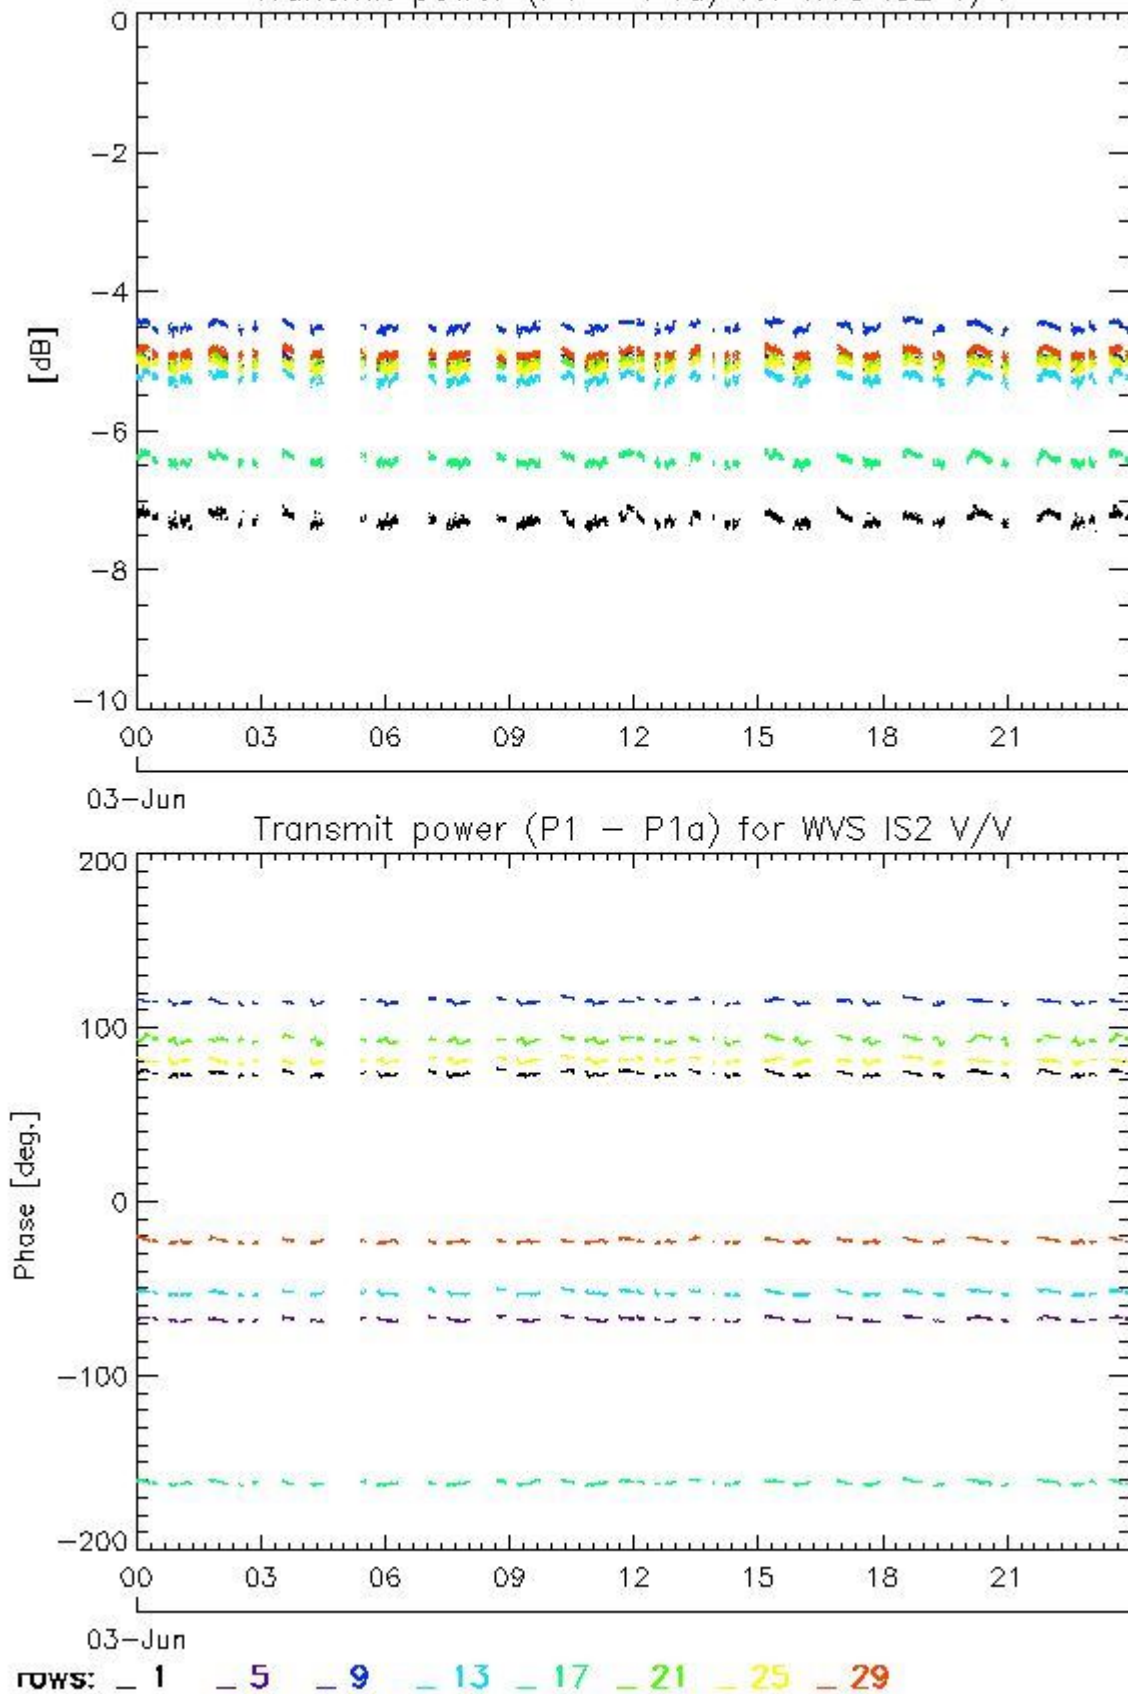 0
-2
-4
[dB]
-6
-8
-10
00 03 06 09 12 15 18 21
03-Jun
Transmit power (P1 - P1a) for WVS IS2 V/V
200
100
Phase [deg.]
0
-100
-200
00 03 06 09 12 15 18 21
03-Jun
rows: _ 1 _ 5 _ 9 _ 13 _ 17 _ 21 _ 25 _ 29